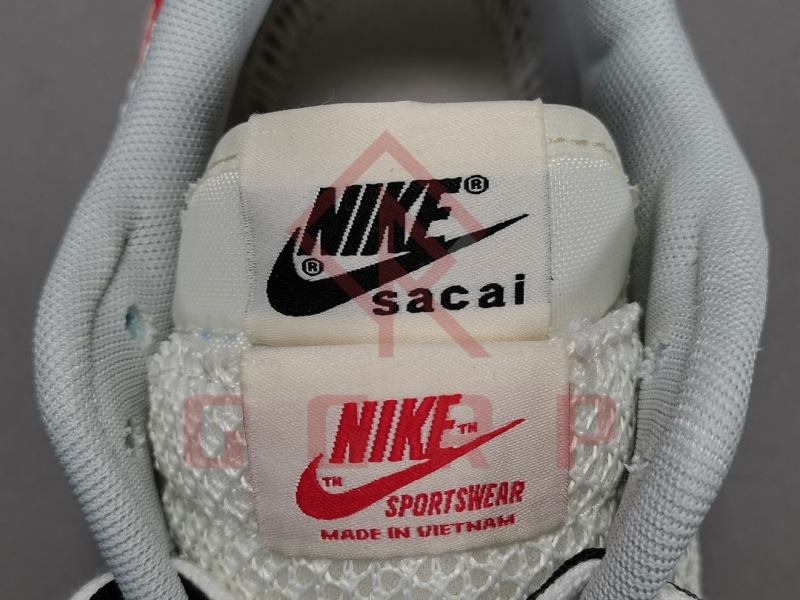 NIKE®
®
sacai
NIKE™
™
SPORTSWEAR
MADE IN VIETNAM